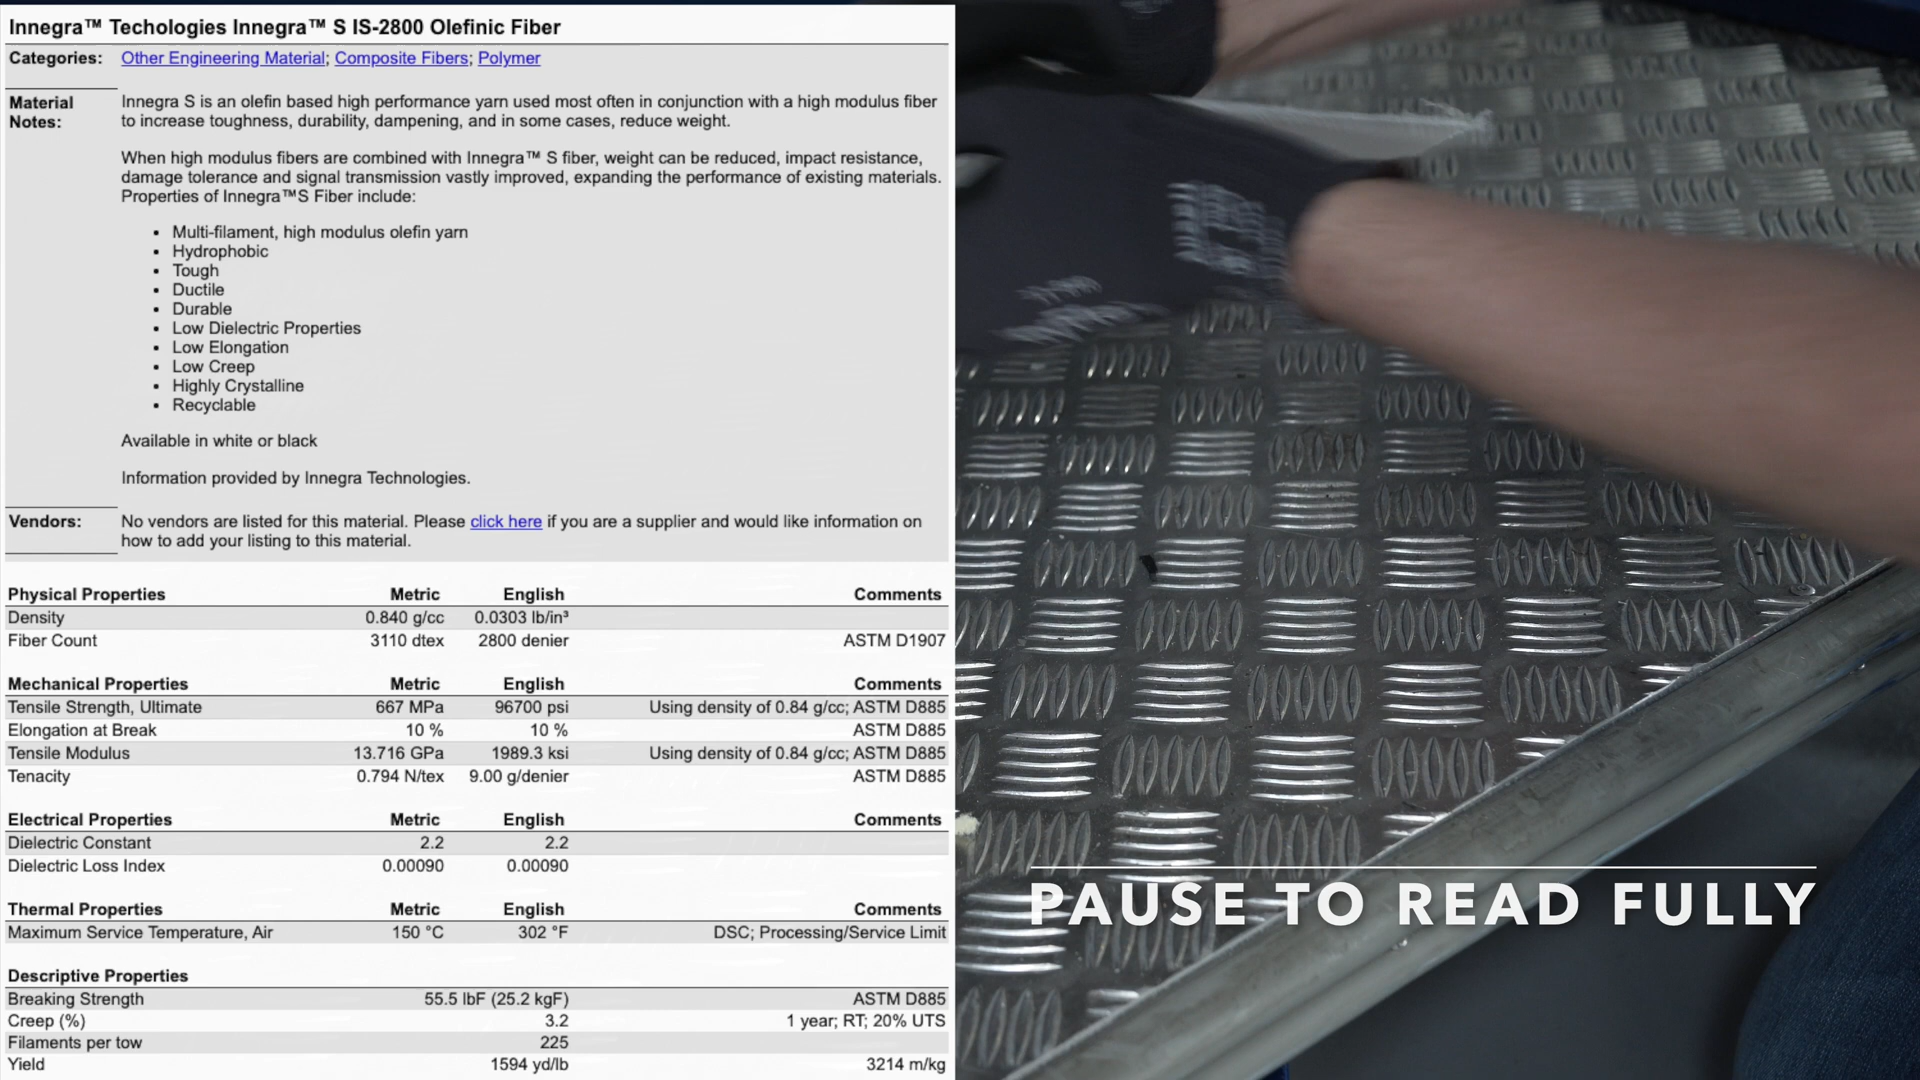 Innegra™ Techologies Innegra™ S IS-2800 Olefinic Fiber
Categories: Other Engineering Material; Composite Fibers; Polymer
Material Notes: Innegra S is an olefin based high performance yarn used most often in conjunction with a high modulus fiber
to increase toughness, durability, dampening, and in some cases, reduce weight.
When high modulus fibers are combined with Innegra™ S fiber, weight can be reduced, impact resistance,
damage tolerance and signal transmission vastly improved, expanding the performance of existing materials.
Properties of Innegra™S Fiber include:
• Multi-filament, high modulus olefin yarn
• Hydrophobic
• Tough
• Ductile
• Durable
• Low Dielectric Properties
• Low Elongation
• Low Creep
• Highly Crystalline
• Recyclable
Available in white or black
Information provided by Innegra Technologies.
Vendors: No vendors are listed for this material. Please click here if you are a supplier and would like information on
how to add your listing to this material.
Physical Properties Metric English Comments
Density 0.840 g/cc 0.0303 lb/in³
Fiber Count 3110 dtex 2800 denier ASTM D1907
Mechanical Properties Metric English Comments
Tensile Strength, Ultimate 667 MPa 96700 psi Using density of 0.84 g/cc; ASTM D885
Elongation at Break 10 % 10 % ASTM D885
Tensile Modulus 13.716 GPa 1989.3 ksi Using density of 0.84 g/cc; ASTM D885
Tenacity 0.794 N/tex 9.00 g/denier ASTM D885
Electrical Properties Metric English Comments
Dielectric Constant 2.2 2.2
Dielectric Loss Index 0.00090 0.00090
Thermal Properties Metric English Comments
Maximum Service Temperature, Air 150 °C 302 °F DSC; Processing/Service Limit
Descriptive Properties
Breaking Strength 55.5 lbF (25.2 kgF) ASTM D885
Creep (%) 3.2 1 year; RT; 20% UTS
Filaments per tow 225
Yield 1594 yd/lb 3214 m/kg
PAUSE TO READ FULLY